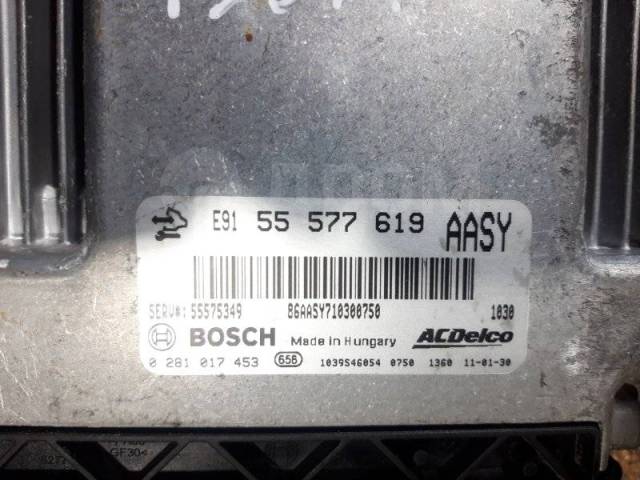 E91 55 577 619 AASY
SERV#: 55575349 86AASY710300750 1030
BOSCH Made in Hungary ACDelco
0 281 017 453 656 1039S46054 0750 1360 11-01-30
GF304